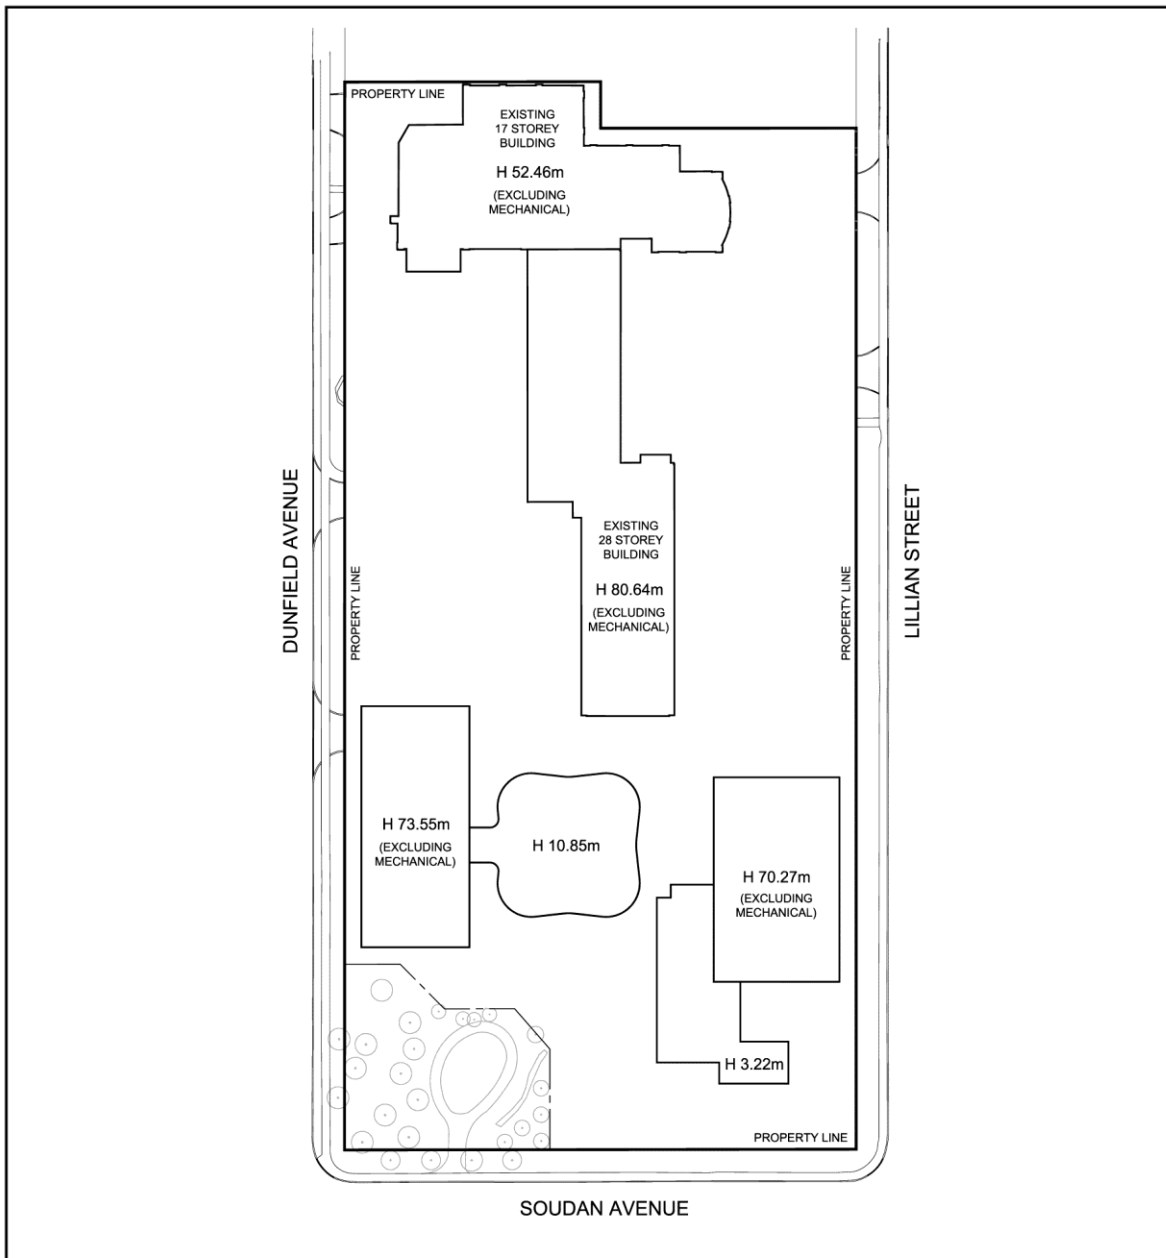 PROPERTY LINE
EXISTING
17 STOREY
BUILDING
H 52.46m
(EXCLUDING
MECHANICAL)
DUNFIELD AVENUE
PROPERTY LINE
EXISTING
28 STOREY
BUILDING
H 80.64m
(EXCLUDING
MECHANICAL)
PROPERTY LINE
LILLIAN STREET
H 73.55m
(EXCLUDING
MECHANICAL)
H 10.85m
H 70.27m
(EXCLUDING
MECHANICAL)
H 3.22m
PROPERTY LINE
SOUDAN AVENUE